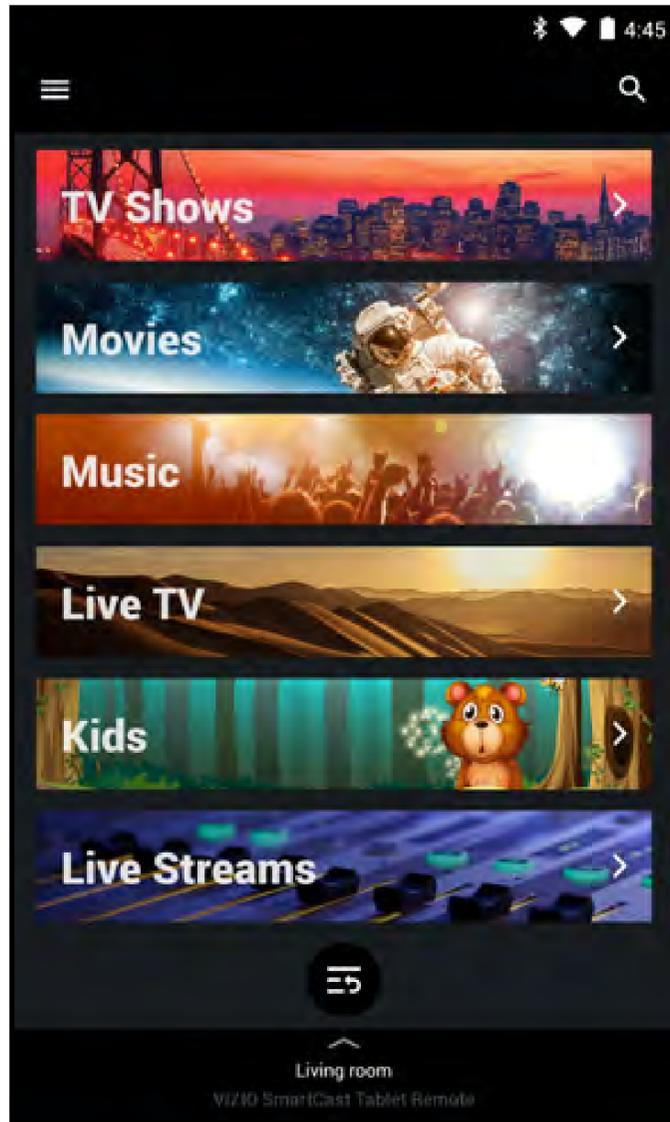 4:45
TV Shows
Movies
Music
Live TV
Kids
Live Streams
Living room
VIZIO SmartCast Tablet Remote